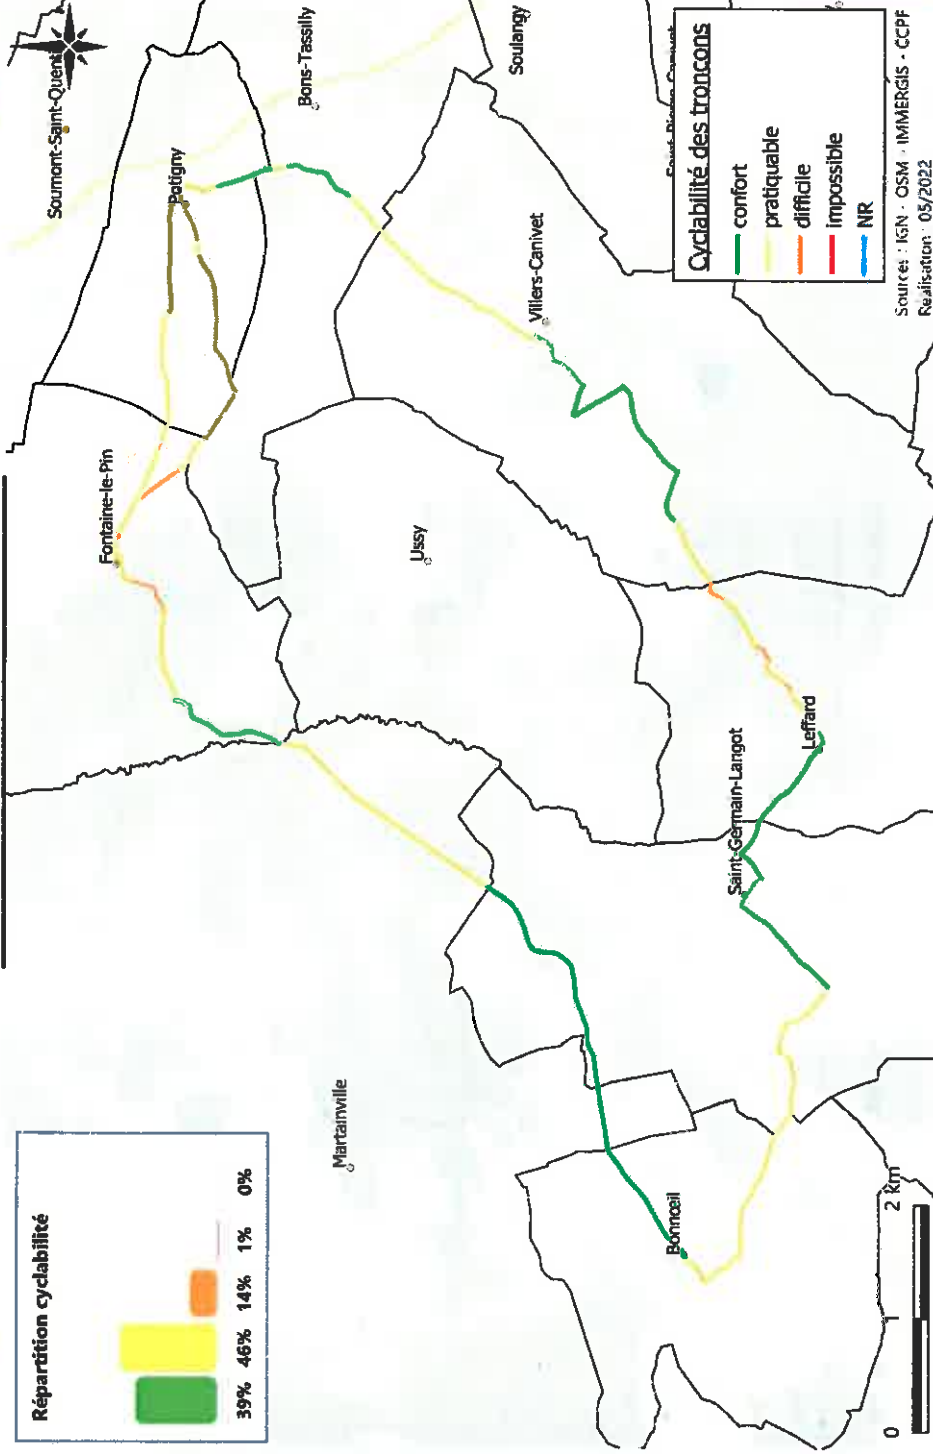 Répartition cyclabilité
39% 46% 14% 1% 0%
Martainville
Bonnœil
Saint-Germain-Langot
Leffard
Fontaine-le-Pin
Ussy
Villers-Canivet
Potigny
Soumont-Saint-Quenti
Bons-Tassilly
Soulangy
Cyclabilité des troncons
confort
pratiquable
difficile
impossible
NR
0 1 2 km
Sources : IGN - OSM - IMMERGIS - CCPF
Réalisation : 05/2022